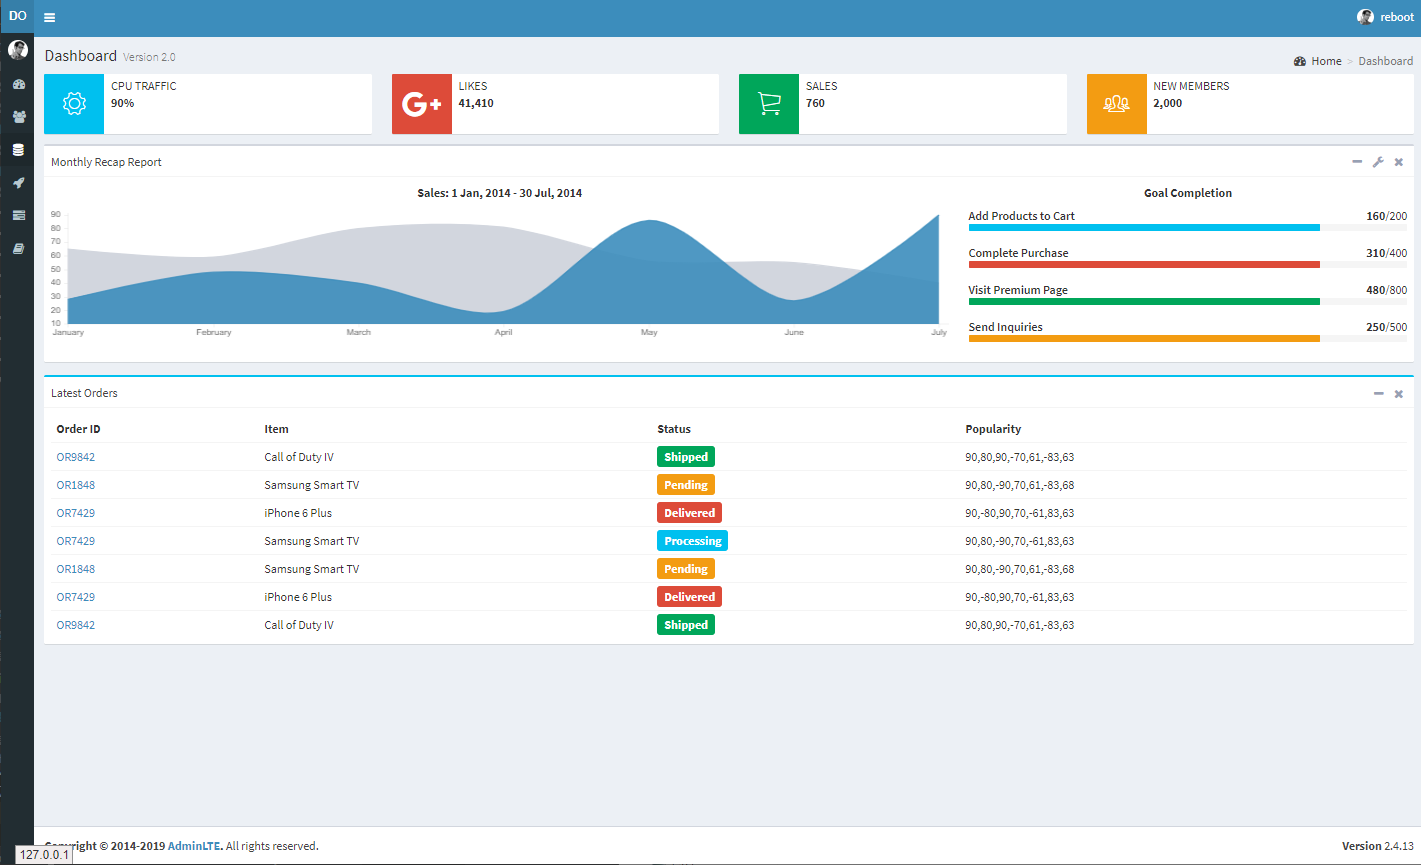 DO
reboot
Dashboard Version 2.0
Home > Dashboard
CPU TRAFFIC
90%
G+
LIKES
41,410
SALES
760
NEW MEMBERS
2,000
Monthly Recap Report
Sales: 1 Jan, 2014 - 30 Jul, 2014
90
80
70
60
50
40
30
20
10
January February March April May June July
Goal Completion
Add Products to Cart 160/200
Complete Purchase 310/400
Visit Premium Page 480/800
Send Inquiries 250/500
Latest Orders
Order ID Item Status Popularity
OR9842 Call of Duty IV Shipped 90,80,90,-70,61,-83,63
OR1848 Samsung Smart TV Pending 90,80,-90,70,61,-83,68
OR7429 iPhone 6 Plus Delivered 90,-80,90,70,-61,83,63
OR7429 Samsung Smart TV Processing 90,80,-90,70,-61,83,63
OR1848 Samsung Smart TV Pending 90,80,-90,70,61,-83,68
OR7429 iPhone 6 Plus Delivered 90,-80,90,70,-61,83,63
OR9842 Call of Duty IV Shipped 90,80,90,-70,61,-83,63
Copyright © 2014-2019 AdminLTE. All rights reserved.
Version 2.4.13
127.0.0.1